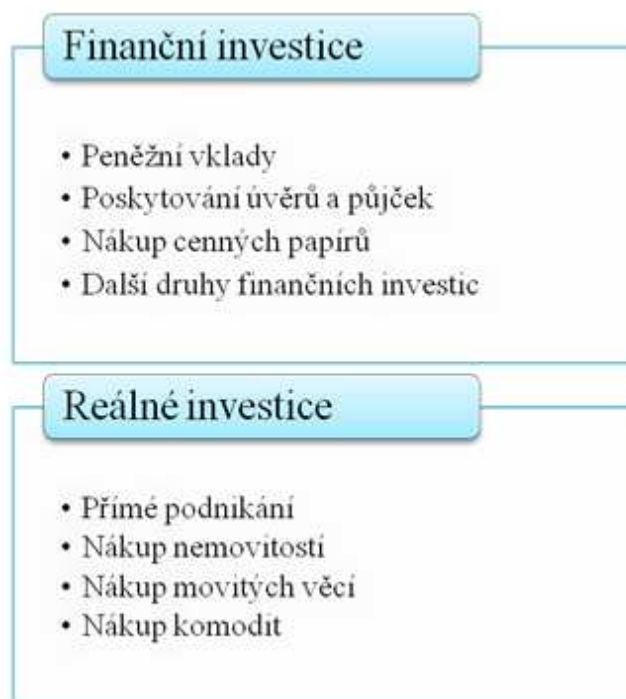 Finanční investice
• Peněžní vklady
• Poskytování úvěrů a půjček
• Nákup cenných papírů
• Další druhy finančních investic
Reálné investice
• Přímé podnikání
• Nákup nemovitostí
• Nákup movitých věcí
• Nákup komodit